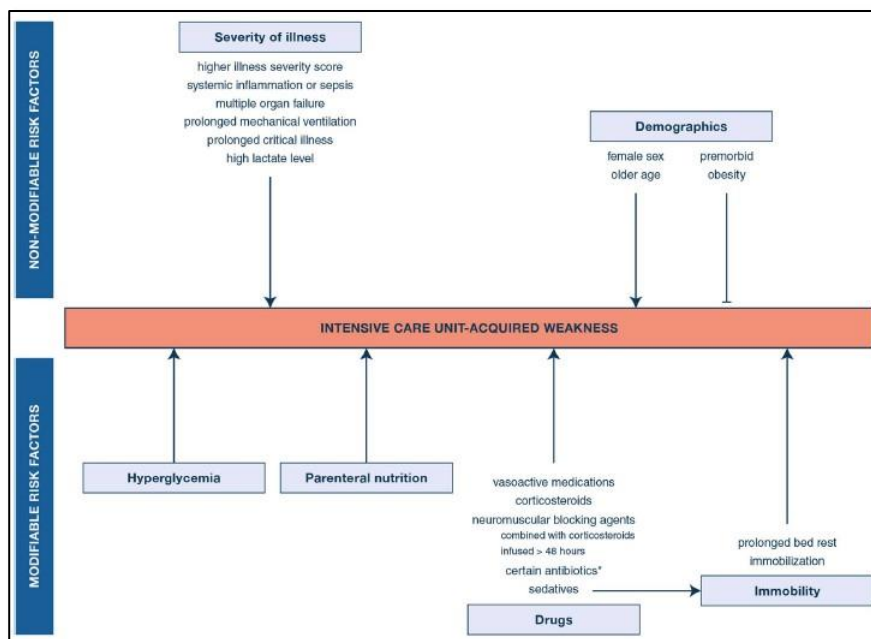 NON-MODIFIABLE RISK FACTORS
Severity of illness
higher illness severity score
systemic inflammation or sepsis
multiple organ failure
prolonged mechanical ventilation
prolonged critical illness
high lactate level
Demographics
female sex
older age
premorbid
obesity
INTENSIVE CARE UNIT-ACQUIRED WEAKNESS
MODIFIABLE RISK FACTORS
Hyperglycemia
Parenteral nutrition
vasoactive medications
corticosteroids
neuromuscular blocking agents
combined with corticosteroids
infused > 48 hours
certain antibiotics*
sedatives
Drugs
prolonged bed rest
immobilization
Immobility